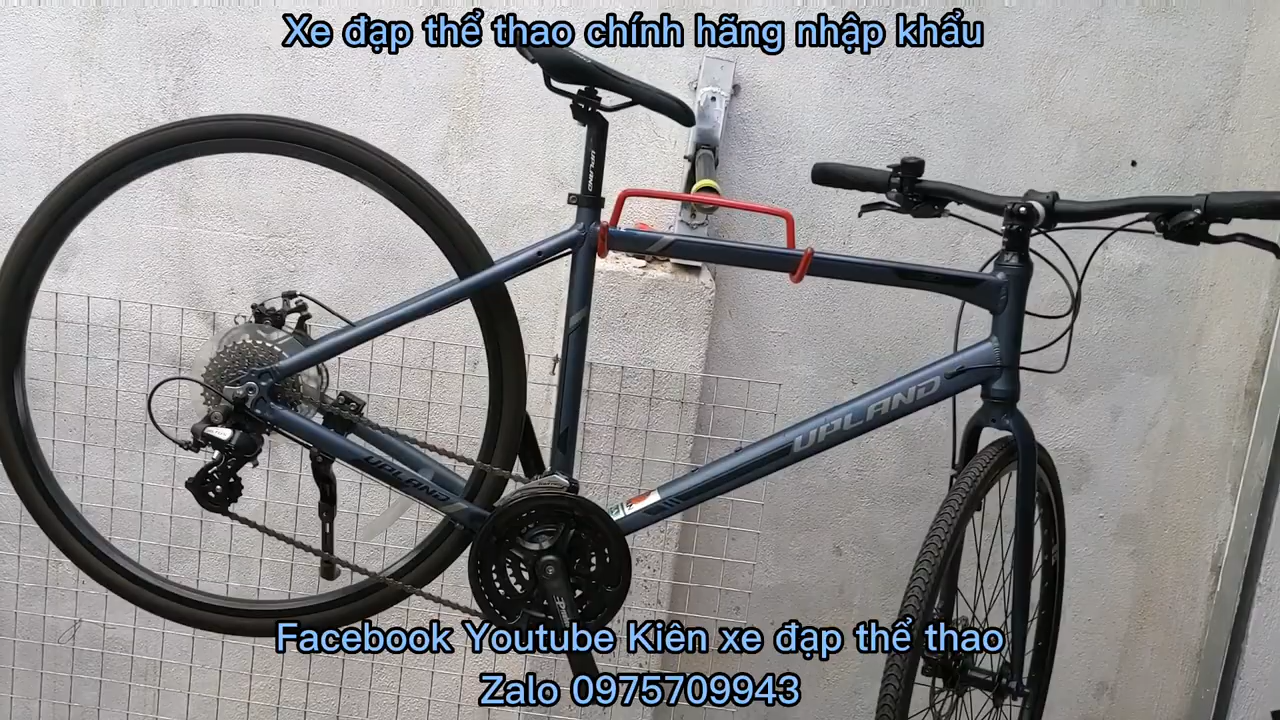 Xe đạp thể thao chính hãng nhập khẩu
UPLAND
UPLAND
UPLAND
Facebook Youtube Kiên xe đạp thể thao
Zalo 0975709943